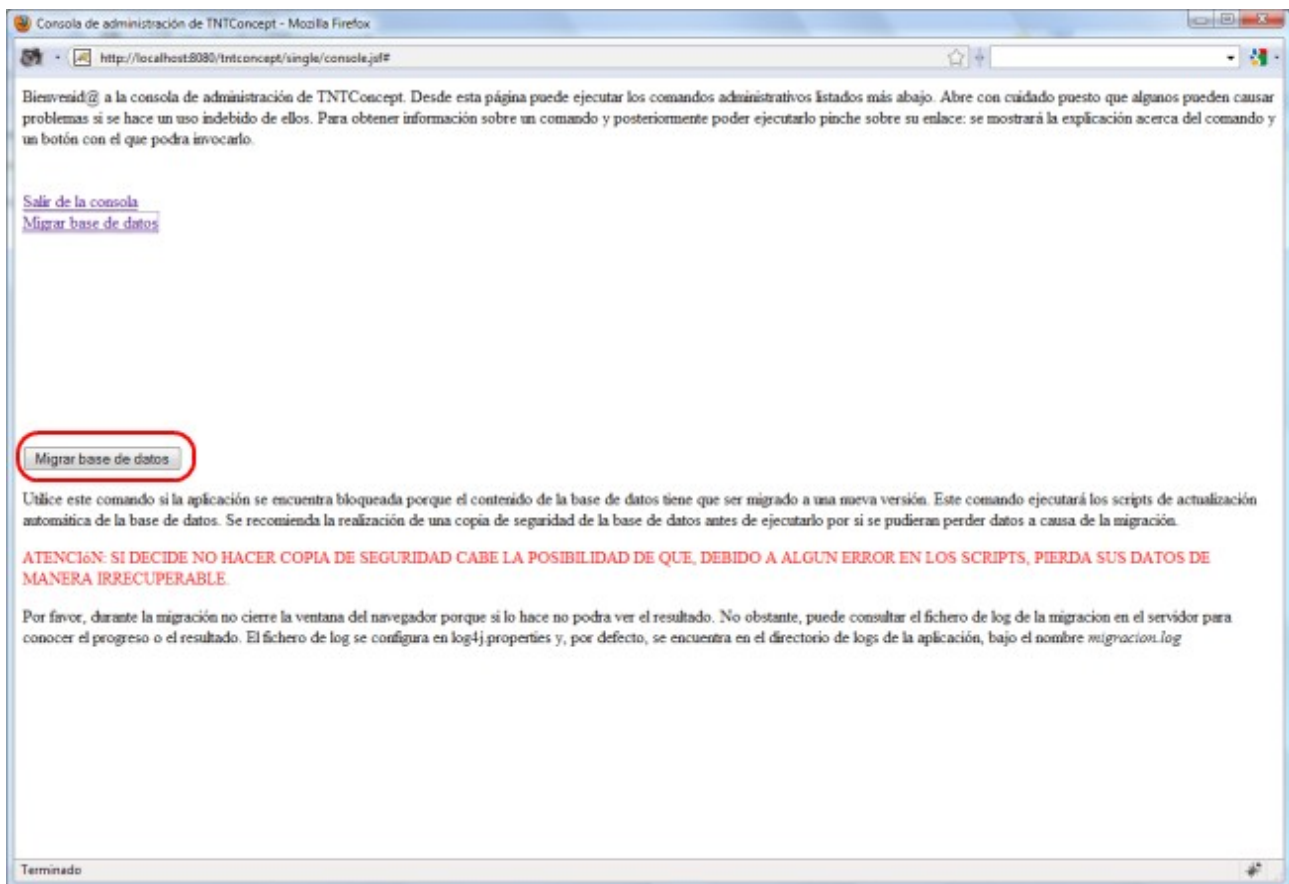 Consola de administración de TNTConcept - Mozilla Firefox
http://localhost:8080/tntconcept/single/console.jsf#
Bienvenid@ a la consola de administración de TNTConcept. Desde esta página puede ejecutar los comandos administrativos listados más abajo. Abre con cuidado puesto que algunos pueden causar
problemas si se hace un uso indebido de ellos. Para obtener información sobre un comando y posteriormente poder ejecutarlo pinche sobre su enlace: se mostrará la explicación acerca del comando y
un botón con el que podra invocarlo.
Salir de la consola
Migrar base de datos
Migrar base de datos
Utilice este comando si la aplicación se encuentra bloqueada porque el contenido de la base de datos tiene que ser migrado a una nueva versión. Este comando ejecutará los scripts de actualización
automática de la base de datos. Se recomienda la realización de una copia de seguridad de la base de datos antes de ejecutarlo por si se pudieran perder datos a causa de la migración.
ATENCIóN: SI DECIDE NO HACER COPIA DE SEGURIDAD CABE LA POSIBILIDAD DE QUE, DEBIDO A ALGUN ERROR EN LOS SCRIPTS, PIERDA SUS DATOS DE
MANERA IRRECUPERABLE.
Por favor, durante la migración no cierre la ventana del navegador porque si lo hace no podra ver el resultado. No obstante, puede consultar el fichero de log de la migracion en el servidor para
conocer el progreso o el resultado. El fichero de log se configura en log4j.properties y, por defecto, se encuentra en el directorio de logs de la aplicación, bajo el nombre migracion.log
Terminado